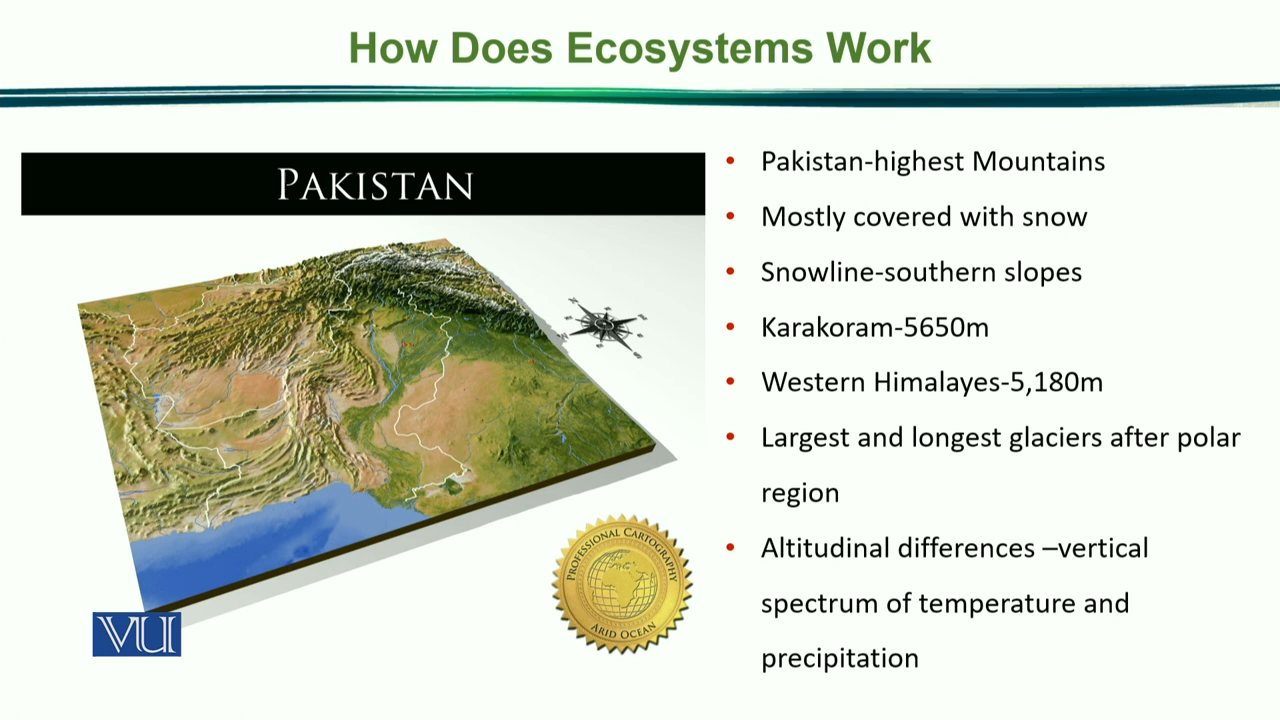 How Does Ecosystems Work
PAKISTAN
• Pakistan-highest Mountains
• Mostly covered with snow
• Snowline-southern slopes
• Karakoram-5650m
• Western Himalayes-5,180m
• Largest and longest glaciers after polar
region
• Altitudinal differences –vertical
spectrum of temperature and
precipitation
PROFESSIONAL CARTOGRAPHY
ARID OCEAN
VU